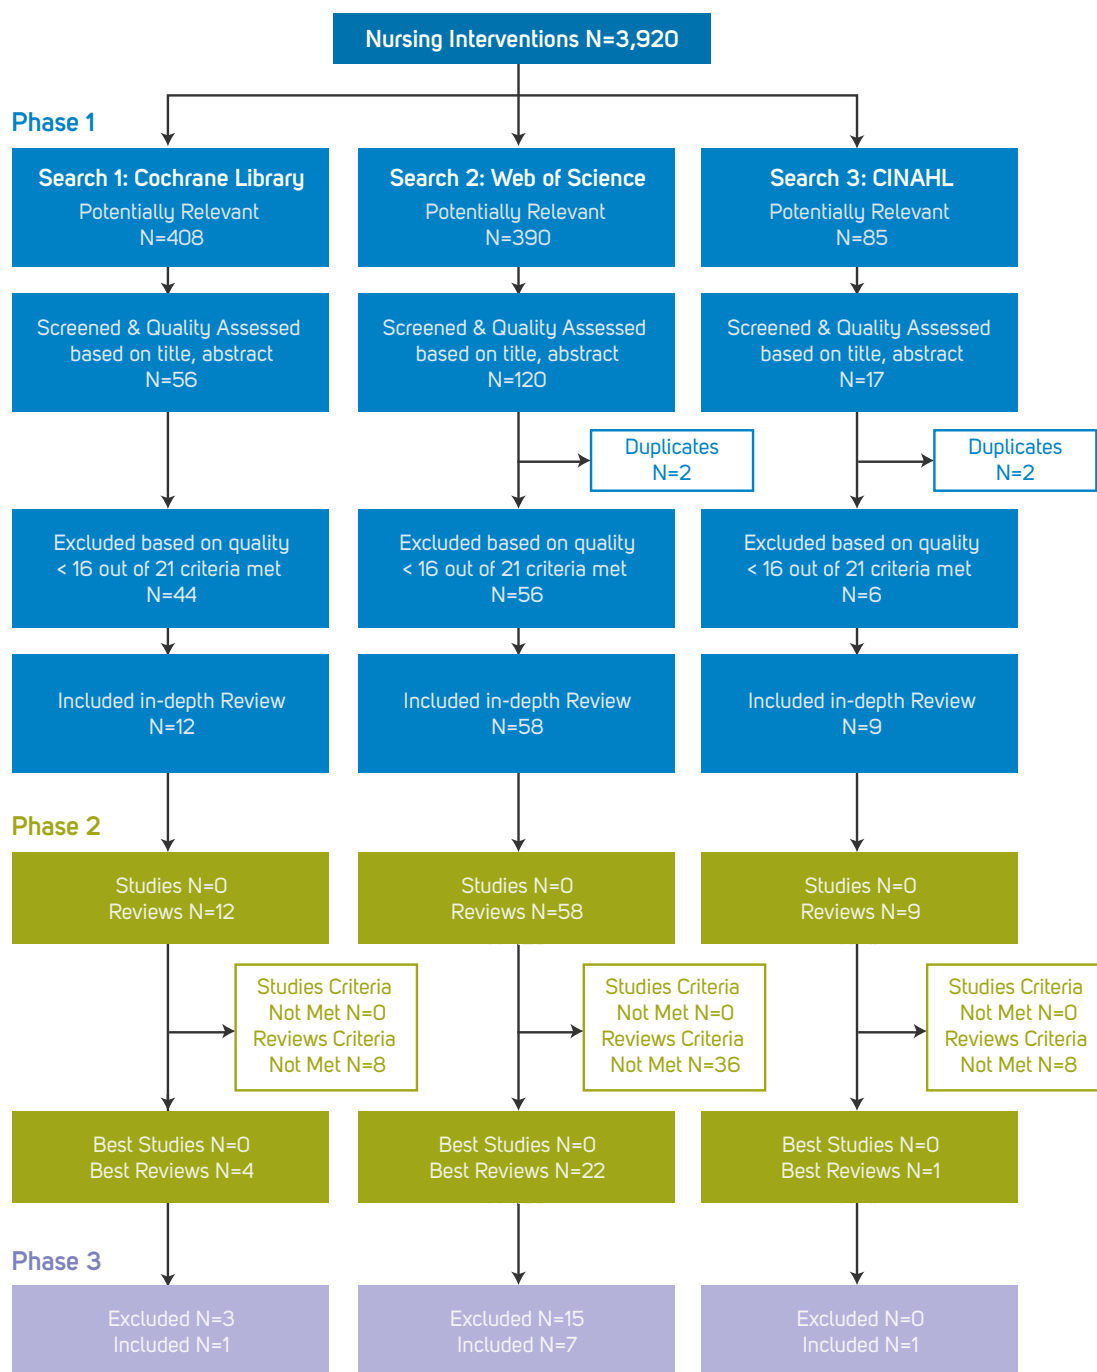 Nursing Interventions N=3,920
Phase 1
Search 1: Cochrane Library
Potentially Relevant
N=408
Search 2: Web of Science
Potentially Relevant
N=390
Search 3: CINAHL
Potentially Relevant
N=85
Screened & Quality Assessed
based on title, abstract
N=56
Screened & Quality Assessed
based on title, abstract
N=120
Screened & Quality Assessed
based on title, abstract
N=17
Duplicates
N=2
Duplicates
N=2
Excluded based on quality
< 16 out of 21 criteria met
N=44
Excluded based on quality
< 16 out of 21 criteria met
N=56
Excluded based on quality
< 16 out of 21 criteria met
N=6
Included in-depth Review
N=12
Included in-depth Review
N=58
Included in-depth Review
N=9
Phase 2
Studies N=0
Reviews N=12
Studies N=0
Reviews N=58
Studies N=0
Reviews N=9
Studies Criteria
Not Met N=0
Reviews Criteria
Not Met N=8
Studies Criteria
Not Met N=0
Reviews Criteria
Not Met N=36
Studies Criteria
Not Met N=0
Reviews Criteria
Not Met N=8
Best Studies N=0
Best Reviews N=4
Best Studies N=0
Best Reviews N=22
Best Studies N=0
Best Reviews N=1
Phase 3
Excluded N=3
Included N=1
Excluded N=15
Included N=7
Excluded N=0
Included N=1